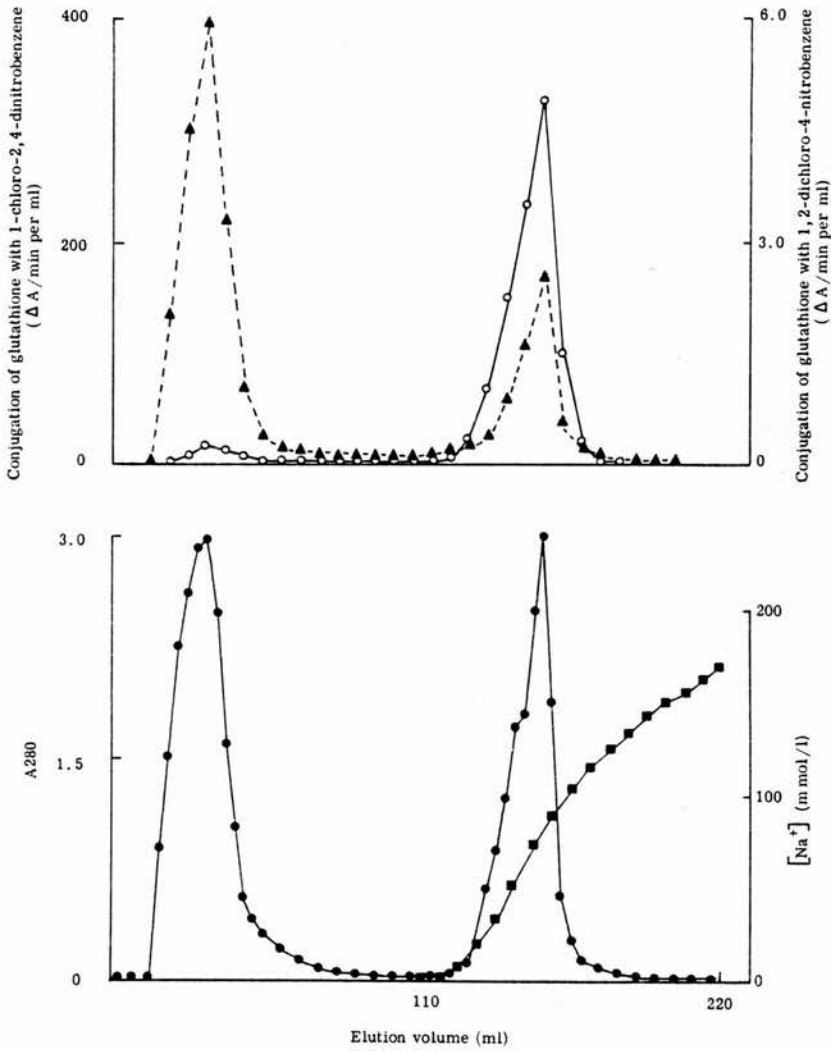 Conjugation of glutathione with 1-chloro-2,4-dinitrobenzene
( Δ A/min per ml)
400
200
0
6.0
3.0
0
Conjugation of glutathione with 1,2-dichloro-4-nitrobenzene
( Δ A/min per ml)
A280
3.0
1.5
0
200
100
0
[Na⁺] (m mol/l)
110
220
Elution volume (ml)